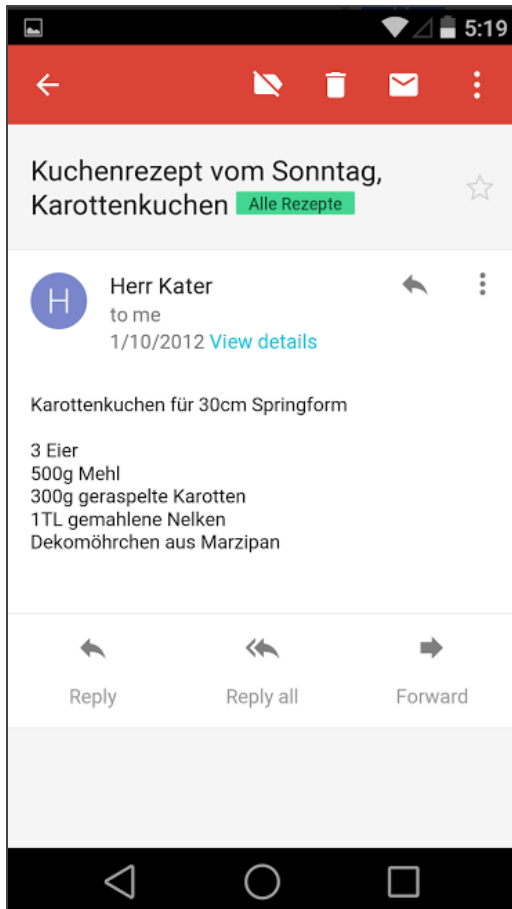 5:19
Kuchenrezept vom Sonntag,
Karottenkuchen Alle Rezepte
H
Herr Kater
to me
1/10/2012 View details
Karottenkuchen für 30cm Springform
3 Eier
500g Mehl
300g geraspelte Karotten
1TL gemahlene Nelken
Dekomöhrchen aus Marzipan
Reply Reply all Forward